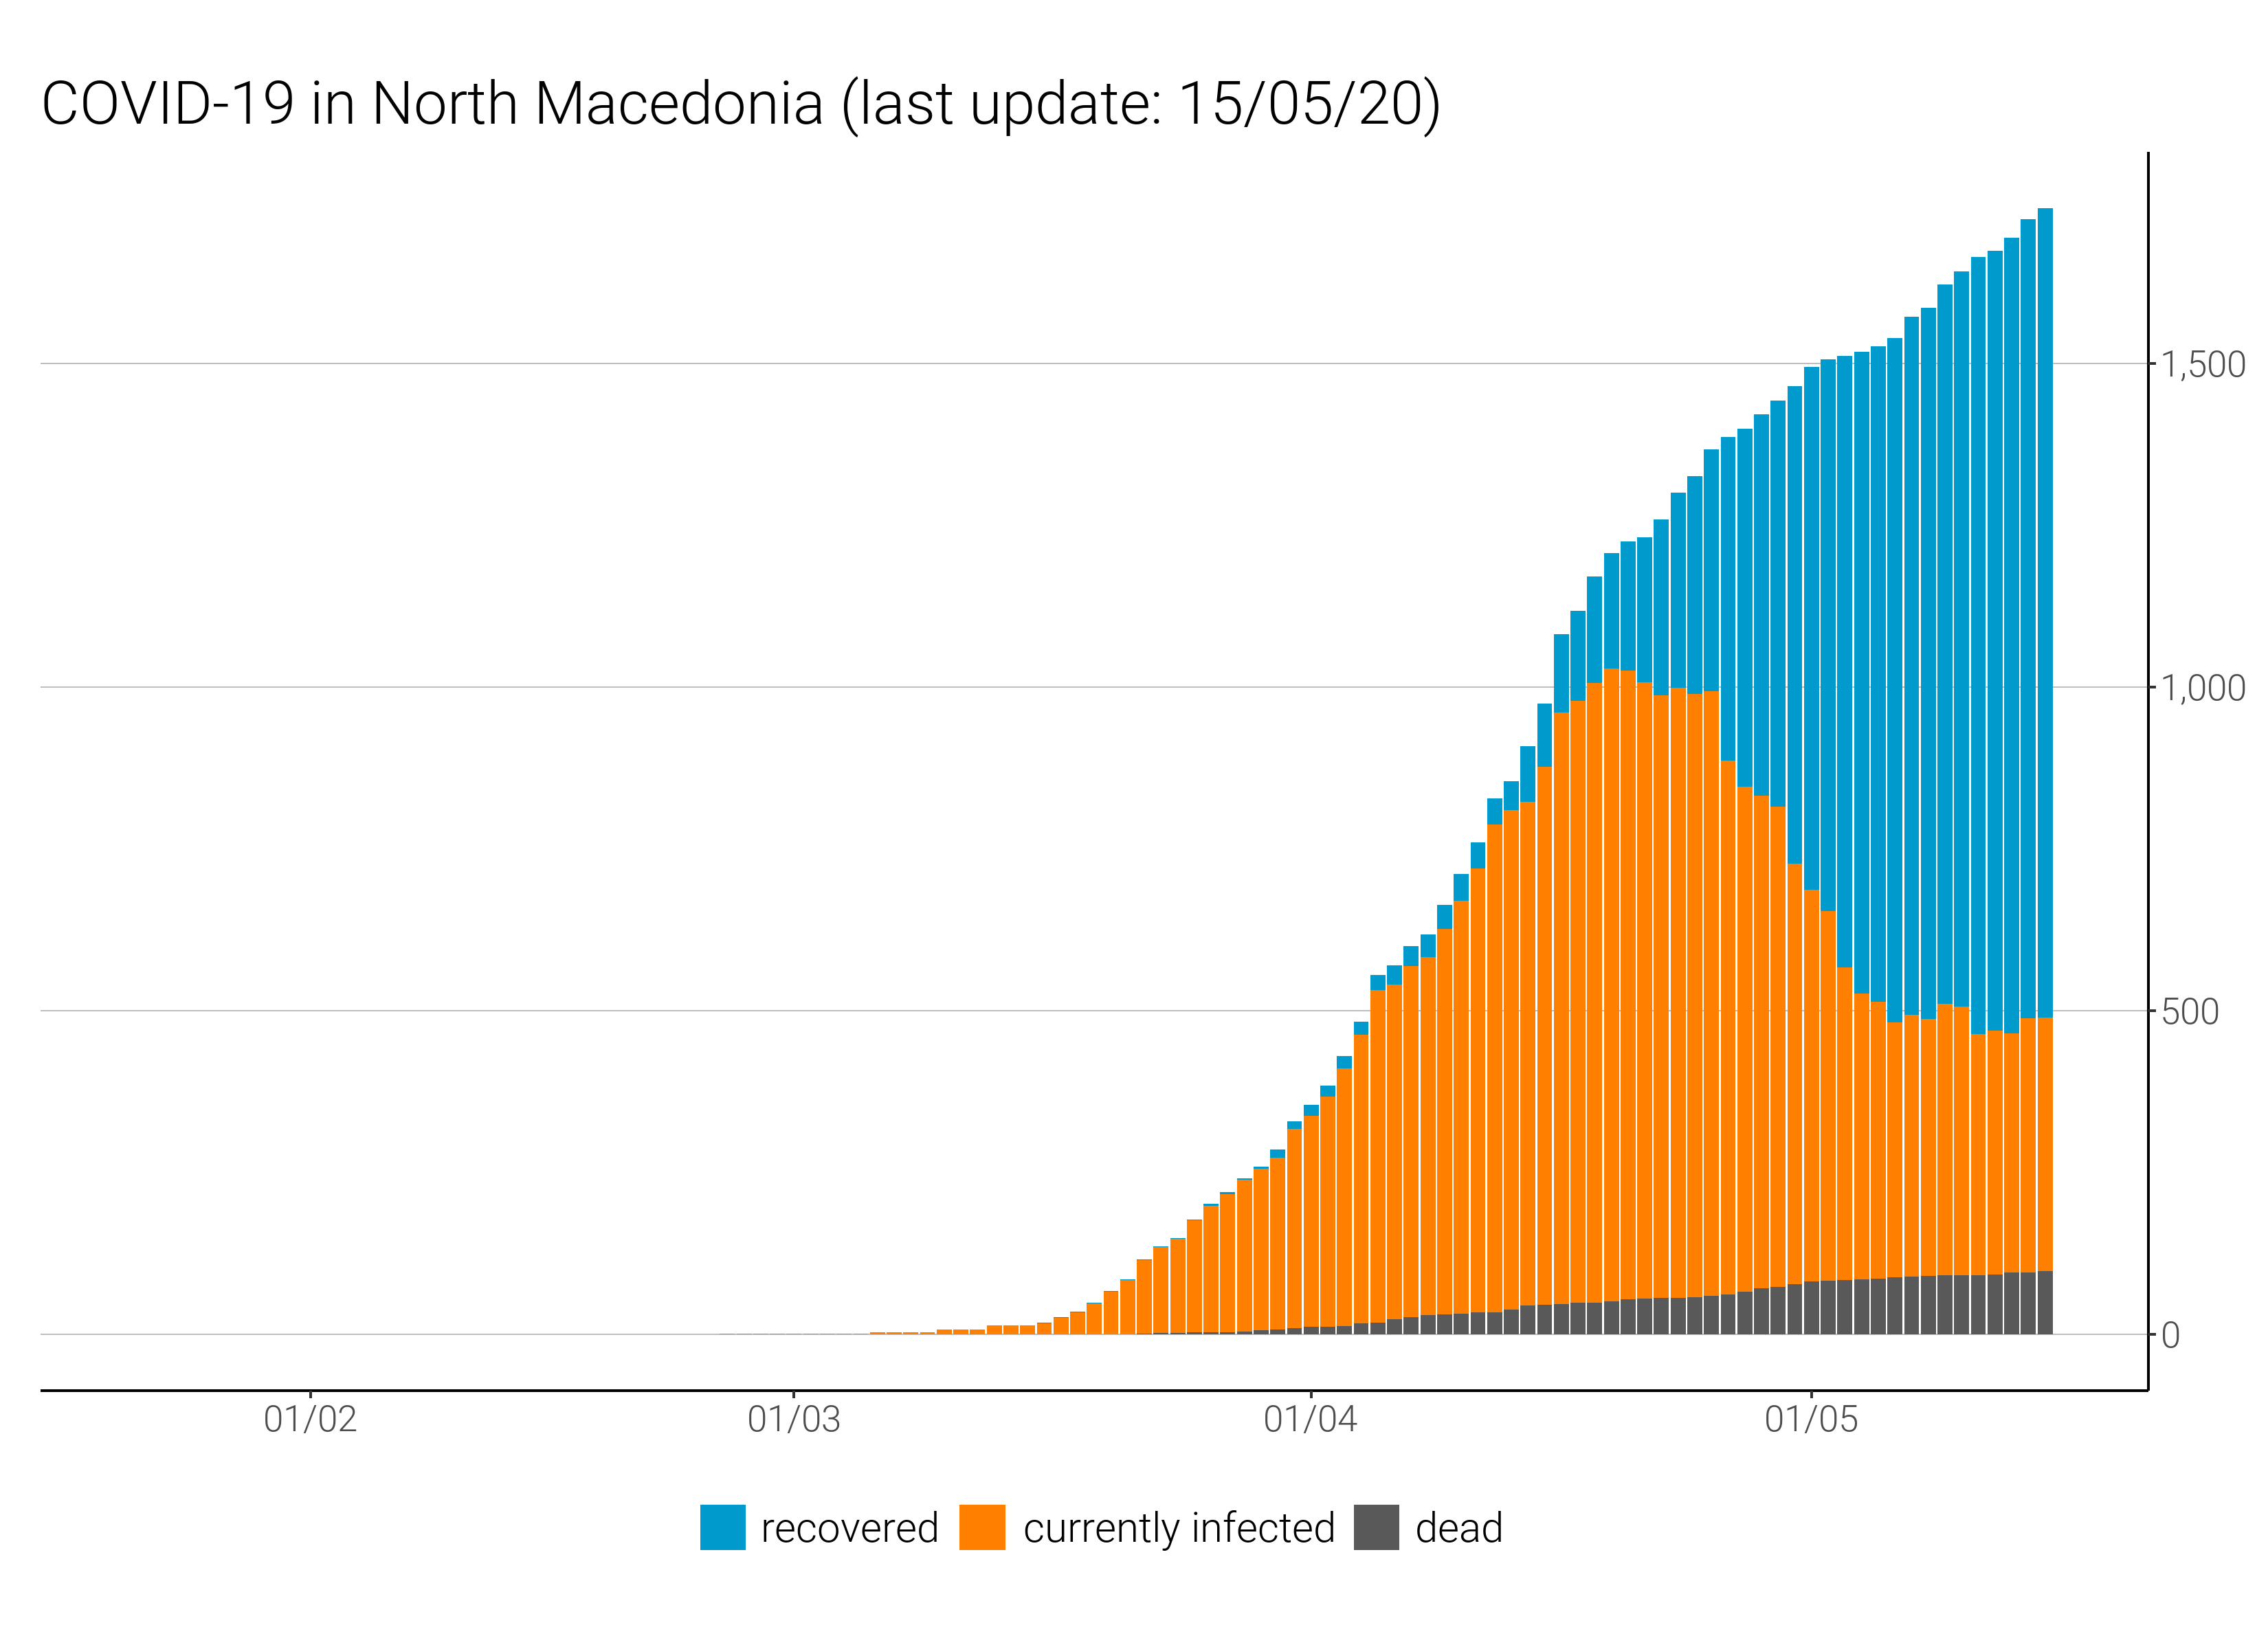 COVID-19 in North Macedonia (last update: 15/05/20)
1,500
1,000
500
0
01/02 01/03 01/04 01/05
recovered currently infected dead